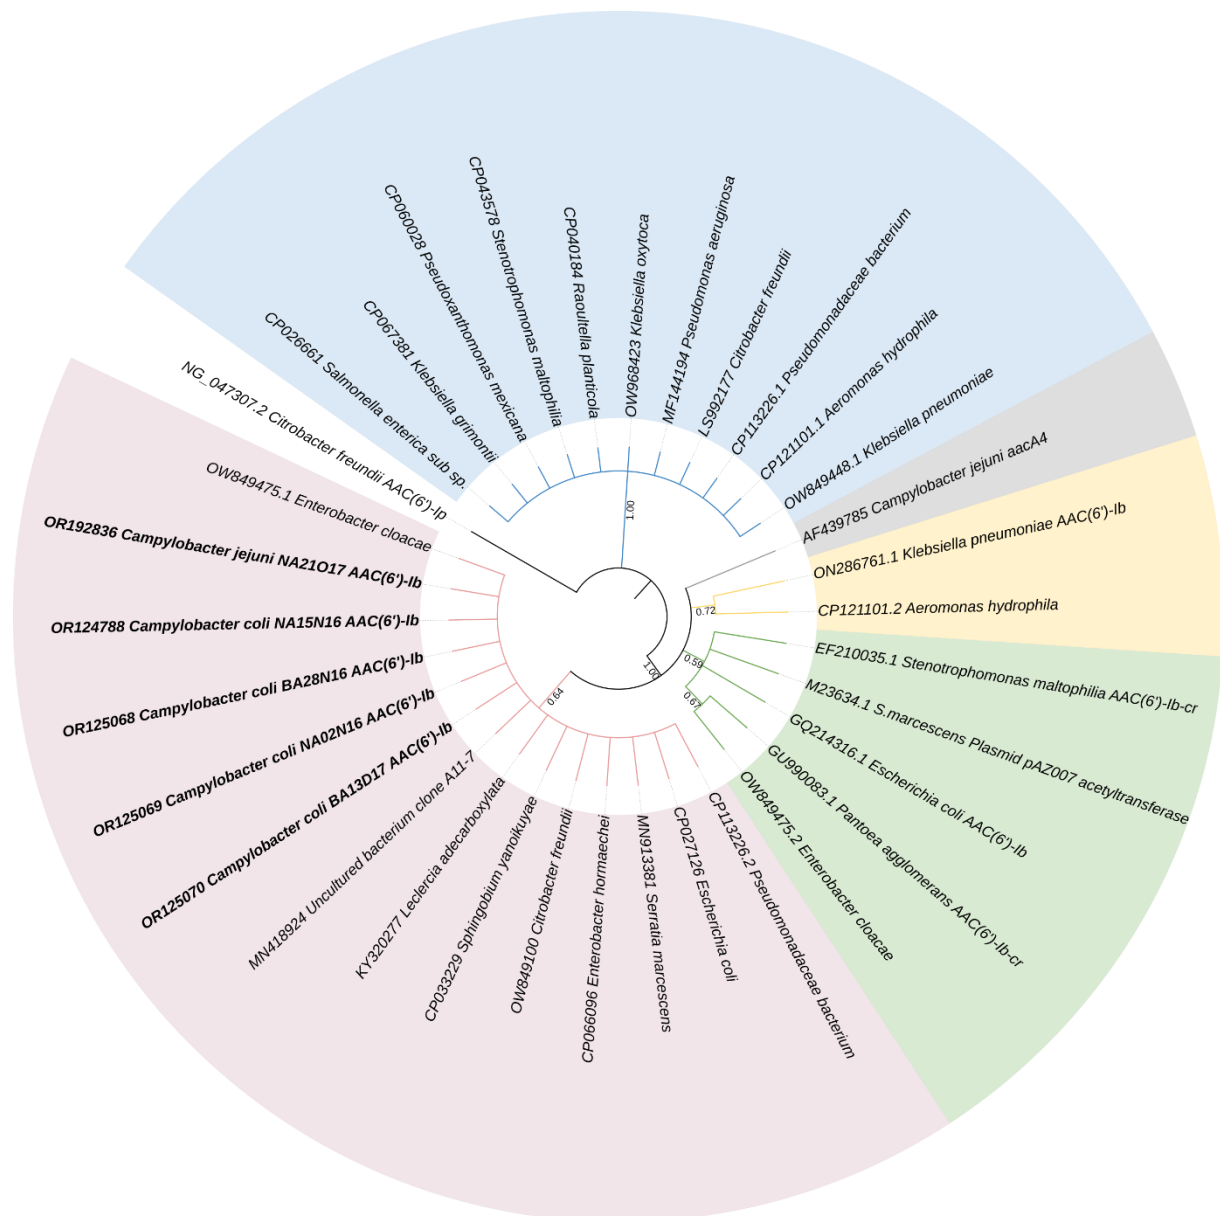 NG_047307.2 Citrobacter freundii AAC(6')-Ip
CP026661 Salmonella enterica sub sp.
CP067381 Klebsiella grimontii
CP060028 Pseudoxanthomonas mexicana
CP043578 Stenotrophomonas maltophilia
CP040184 Raoultella planticola
OW968423 Klebsiella oxytoca
MF144194 Pseudomonas aeruginosa
LS992177 Citrobacter freundii
CP113226.1 Pseudomonadaceae bacterium
CP121101.1 Aeromonas hydrophila
OW849448.1 Klebsiella pneumoniae
AF439785 Campylobacter jejuni aacA4
ON286761.1 Klebsiella pneumoniae AAC(6')-Ib
CP121101.2 Aeromonas hydrophila
EF210035.1 Stenotrophomonas maltophilia AAC(6')-Ib-cr
M23634.1 S.marcescens Plasmid pAZ007 acetyltransferase
GQ214316.1 Escherichia coli AAC(6')-Ib
GU990083.1 Pantoea agglomerans AAC(6')-Ib-cr
OW849475.2 Enterobacter cloacae
CP113226.2 Pseudomonadaceae bacterium
CP027126 Escherichia coli
MN913381 Serratia marcescens
CP066096 Enterobacter hormaechei
OW849100 Citrobacter freundii
CP033229 Sphingobium yanoikuyae
KY320277 Leclercia adecarboxylata
MN418924 Uncultured bacterium clone A11-7
OR125070 Campylobacter coli BA13D17 AAC(6')-Ib
OR125069 Campylobacter coli NA02N16 AAC(6')-Ib
OR125068 Campylobacter coli BA28N16 AAC(6')-Ib
OR124788 Campylobacter coli NA15N16 AAC(6')-Ib
OR192836 Campylobacter jejuni NA21O17 AAC(6')-Ib
OW849475.1 Enterobacter cloacae
1.00
0.72
0.59
0.67
1.00
0.64